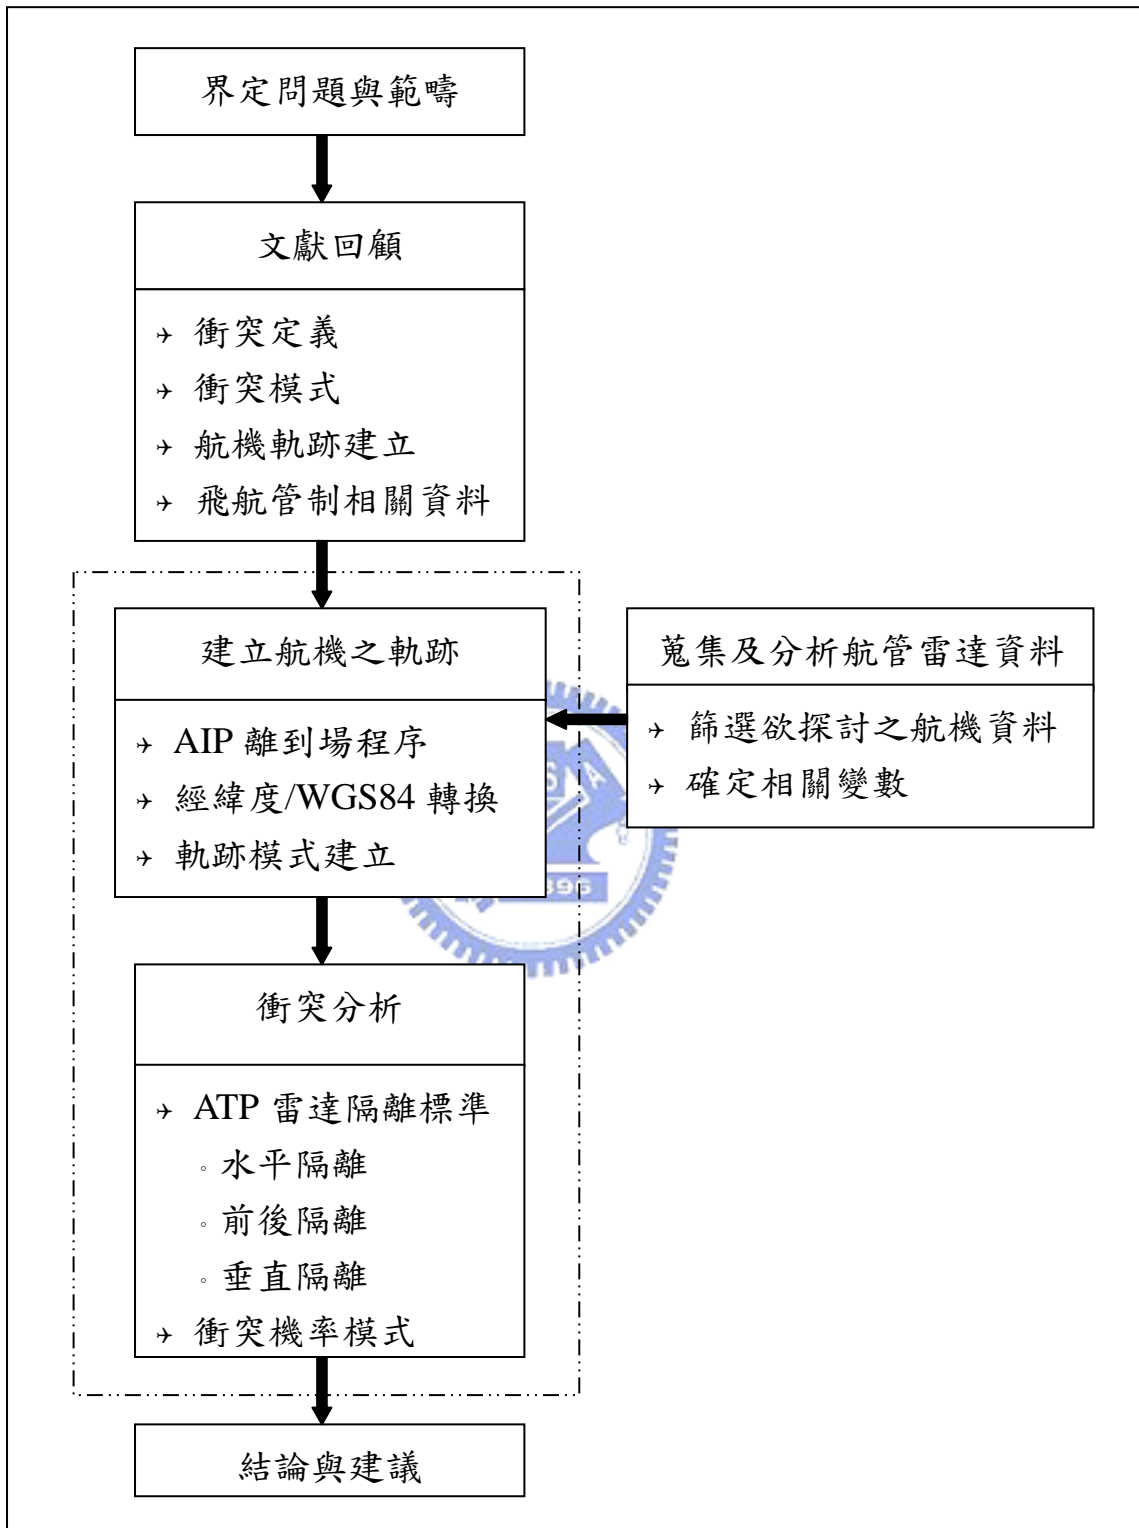 界定問題與範疇
文獻回顧
衝突定義
衝突模式
航機軌跡建立
飛航管制相關資料
建立航機之軌跡
AIP 離到場程序
經緯度/WGS84 轉換
軌跡模式建立
蒐集及分析航管雷達資料
篩選欲探討之航機資料
確定相關變數
衝突分析
ATP 雷達隔離標準
。水平隔離
。前後隔離
。垂直隔離
衝突機率模式
結論與建議